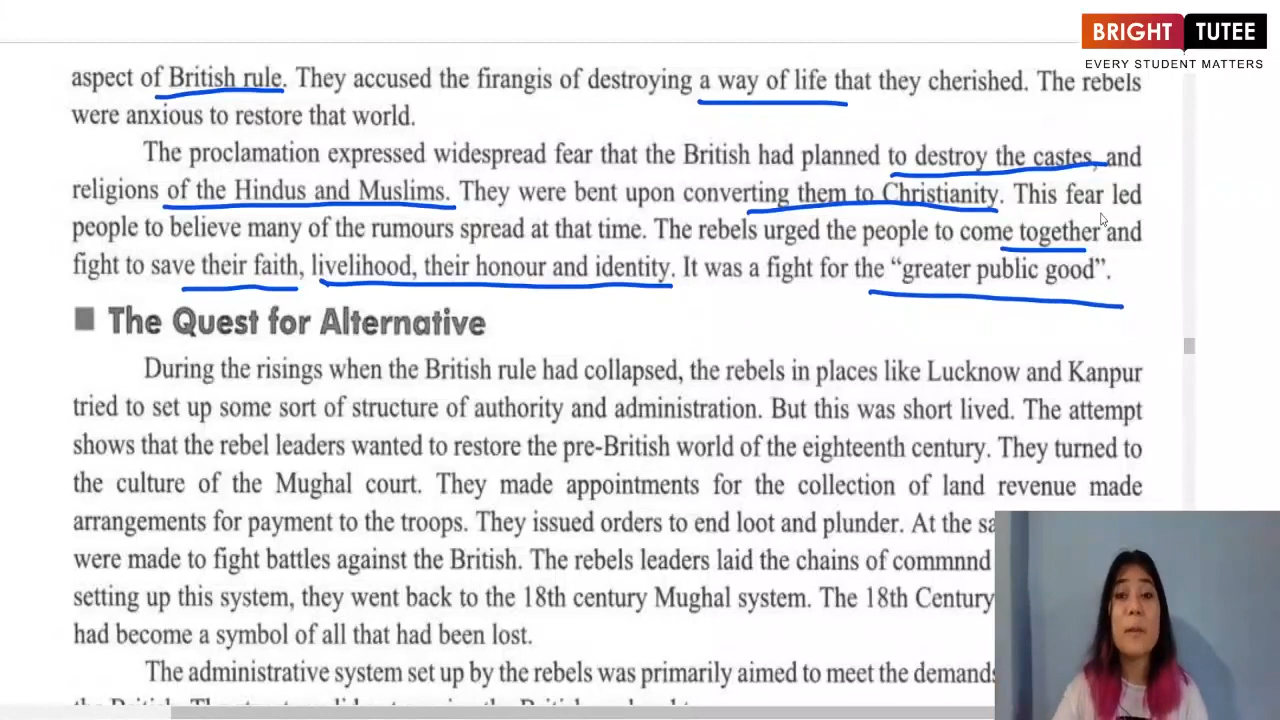 BRIGHT TUTEE
EVERY STUDENT MATTERS
aspect of British rule. They accused the firangis of destroying a way of life that they cherished. The rebels
were anxious to restore that world.
The proclamation expressed widespread fear that the British had planned to destroy the castes, and
religions of the Hindus and Muslims. They were bent upon converting them to Christianity. This fear led
people to believe many of the rumours spread at that time. The rebels urged the people to come together and
fight to save their faith, livelihood, their honour and identity. It was a fight for the “greater public good”.
The Quest for Alternative
During the risings when the British rule had collapsed, the rebels in places like Lucknow and Kanpur
tried to set up some sort of structure of authority and administration. But this was short lived. The attempt
shows that the rebel leaders wanted to restore the pre-British world of the eighteenth century. They turned to
the culture of the Mughal court. They made appointments for the collection of land revenue made
arrangements for payment to the troops. They issued orders to end loot and plunder. At the
were made to fight battles against the British. The rebels leaders laid the chains of commnnd
setting up this system, they went back to the 18th century Mughal system. The 18th Century
had become a symbol of all that had been lost.
The administrative system set up by the rebels was primarily aimed to meet the demands